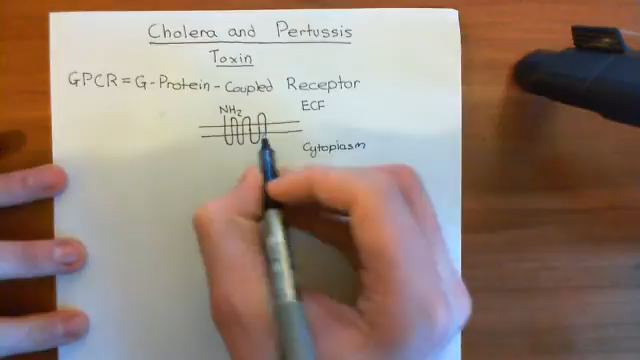 Cholera and Pertussis
Toxin
GPCR = G-Protein-Coupled Receptor
NH2 ECF
Cytoplasm